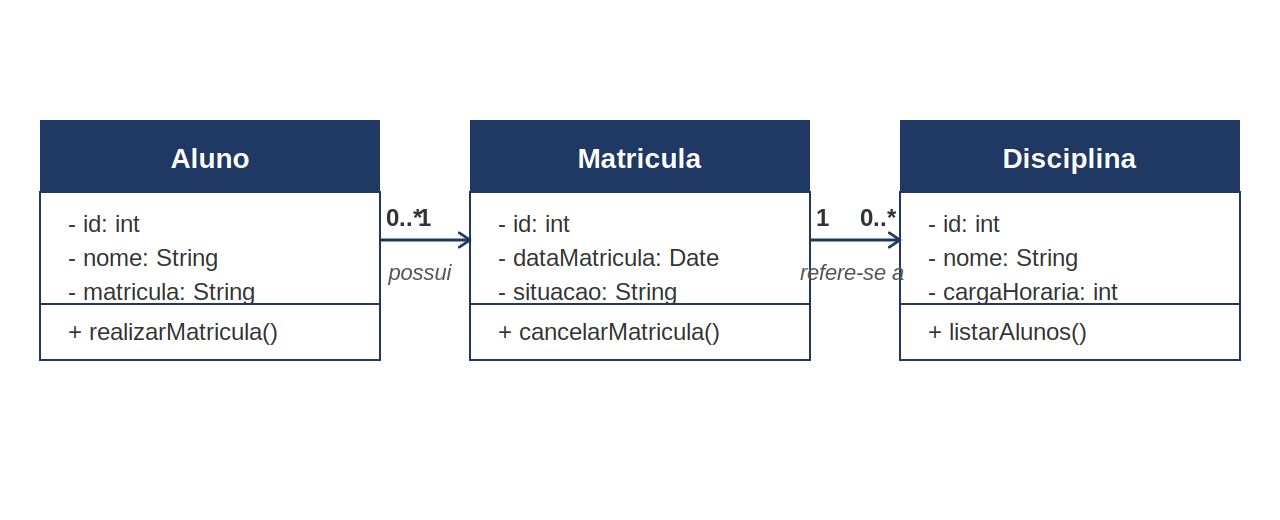 Aluno
- id: int
- nome: String
- matricula: String
+ realizarMatricula()
0..*
1
possui
Matricula
- id: int
- dataMatricula: Date
- situacao: String
+ cancelarMatricula()
1
0..*
refere-se a
Disciplina
- id: int
- nome: String
- cargaHoraria: int
+ listarAlunos()